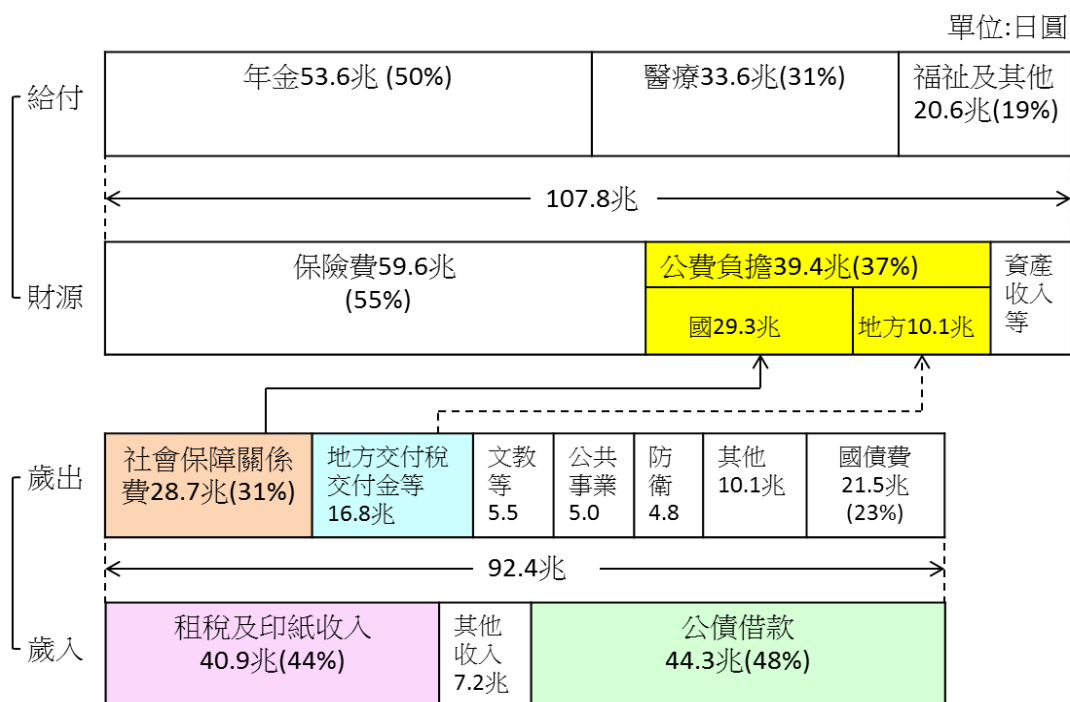 單位:日圓
給付
年金53.6兆 (50%)
醫療33.6兆(31%)
福祉及其他
20.6兆(19%)
107.8兆
財源
保險費59.6兆
(55%)
公費負擔39.4兆(37%)
國29.3兆
地方10.1兆
資產
收入
等
歲出
社會保障關係
費28.7兆(31%)
地方交付稅
交付金等
16.8兆
文教
等
5.5
公共
事業
5.0
防
衛
4.8
其他
10.1兆
國債費
21.5兆
(23%)
92.4兆
歲入
租稅及印紙收入
40.9兆(44%)
其他
收入
7.2兆
公債借款
44.3兆(48%)